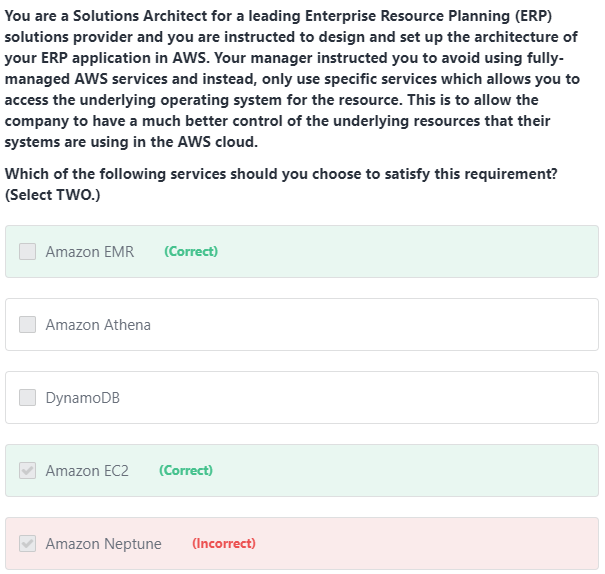 You are a Solutions Architect for a leading Enterprise Resource Planning (ERP)
solutions provider and you are instructed to design and set up the architecture of
your ERP application in AWS. Your manager instructed you to avoid using fully-
managed AWS services and instead, only use specific services which allows you to
access the underlying operating system for the resource. This is to allow the
company to have a much better control of the underlying resources that their
systems are using in the AWS cloud.
Which of the following services should you choose to satisfy this requirement?
(Select TWO.)
Amazon EMR (Correct)
Amazon Athena
DynamoDB
Amazon EC2 (Correct)
Amazon Neptune (Incorrect)